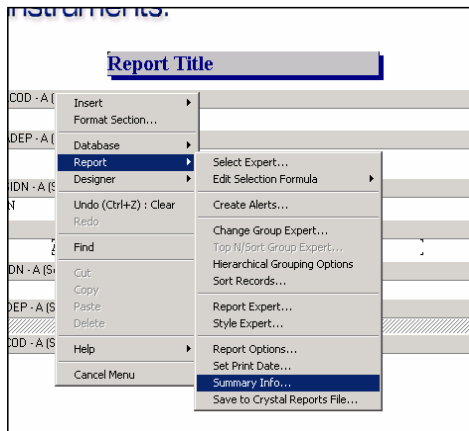 instruments.
Report Title
COD - A (
Insert
Format Section...
ADEP - A (
Database
Report
Select Expert...
Designer
Edit Selection Formula
SIDN - A (S
N
Undo (Ctrl+Z) : Clear
Create Alerts...
Redo
Change Group Expert...
Find
Top N/Sort Group Expert...
Hierarchical Grouping Options
DN - A (S
Cut
Sort Records...
Copy
DEP - A (S
Paste
Report Expert...
Delete
Style Expert...
COD - A (S
Help
Report Options...
Set Print Date...
Cancel Menu
Summary Info...
Save to Crystal Reports File...